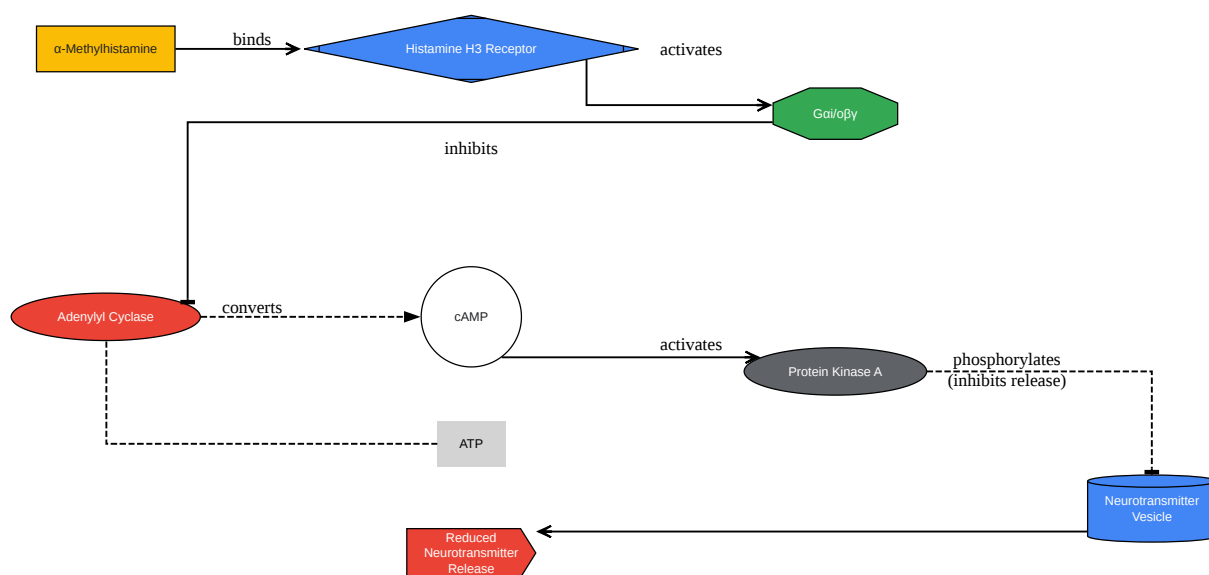 α-Methylhistamine
binds
Histamine H3 Receptor
activates
Gαi/oβγ
inhibits
Adenylyl Cyclase
converts
cAMP
activates
Protein Kinase A
phosphorylates
(inhibits release)
ATP
Neurotransmitter
Vesicle
Reduced
Neurotransmitter
Release